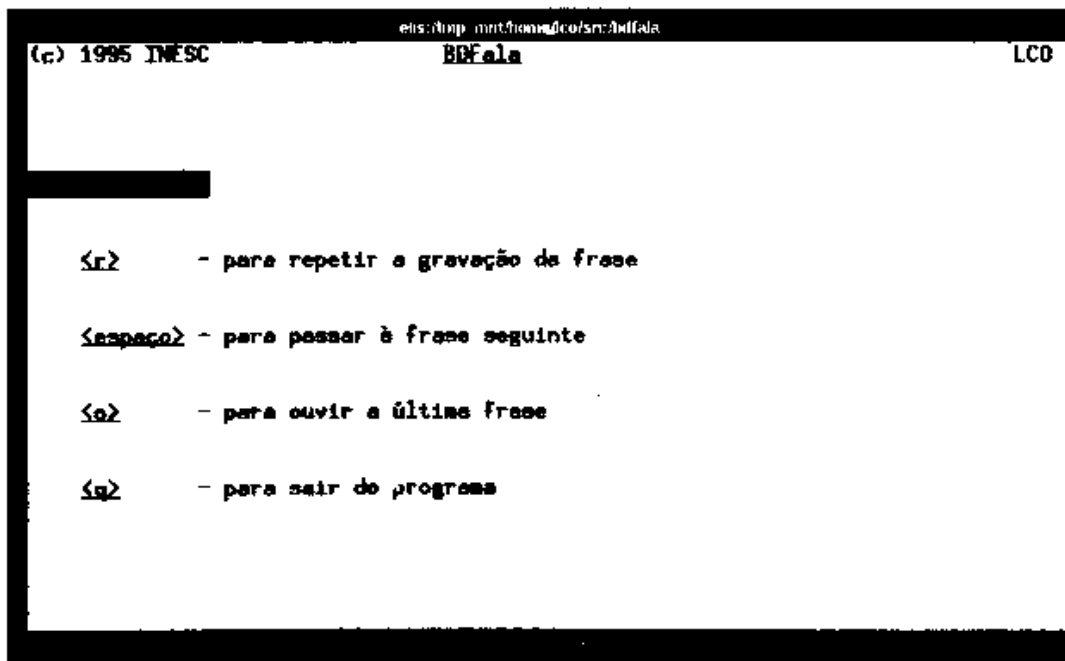 (c) 1995 INESC BDFala LCO
<r> - para repetir a gravação da frase
<espaço> - para passar à frase seguinte
<o> - para ouvir a última frase
<q> - para sair do programa